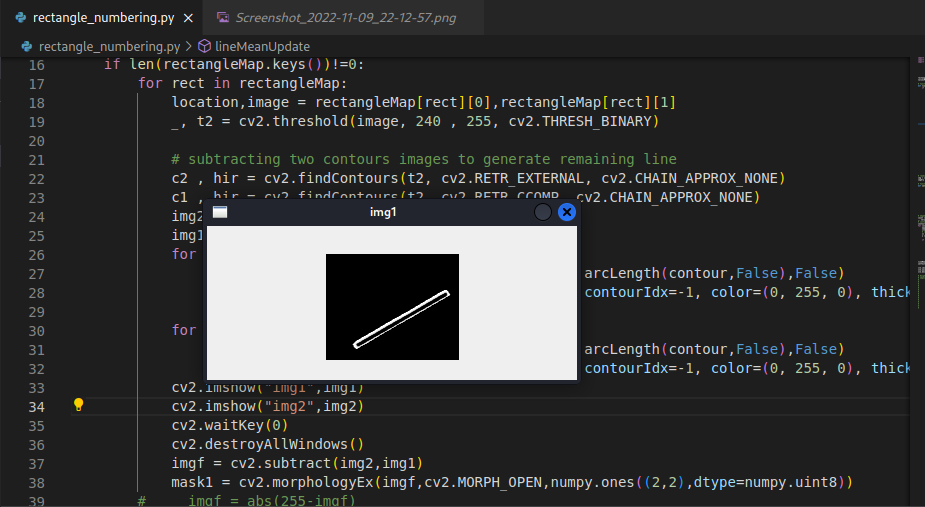 rectangle_numbering.py Screenshot_2022-11-09_22-12-57.png
rectangle_numbering.py > lineMeanUpdate
16 if len(rectangleMap.keys())!=0:
17 for rect in rectangleMap:
18 location,image = rectangleMap[rect][0],rectangleMap[rect][1]
19 _, t2 = cv2.threshold(image, 240 , 255, cv2.THRESH_BINARY)
20
21 # subtracting two contours images to generate remaining line
22 c2 , hir = cv2.findContours(t2, cv2.RETR_EXTERNAL, cv2.CHAIN_APPROX_NONE)
23 c1 , hir = cv2.findContours(t2, cv2.RETR_CCOMP, cv2.CHAIN_APPROX_NONE)
24 img2
25 img1
26 for
27 arcLength(contour,False),False)
28 contourIdx=-1, color=(0, 255, 0), thick
29
30 for
31 arcLength(contour,False),False)
32 contourIdx=-1, color=(0, 255, 0), thick
img1
33 cv2.imshow("img1",img1)
34 cv2.imshow("img2",img2)
35 cv2.waitKey(0)
36 cv2.destroyAllWindows()
37 imgf = cv2.subtract(img2,img1)
38 mask1 = cv2.morphologyEx(imgf,cv2.MORPH_OPEN,numpy.ones((2,2),dtype=numpy.uint8))
39 # imgf = abs(255-imgf)